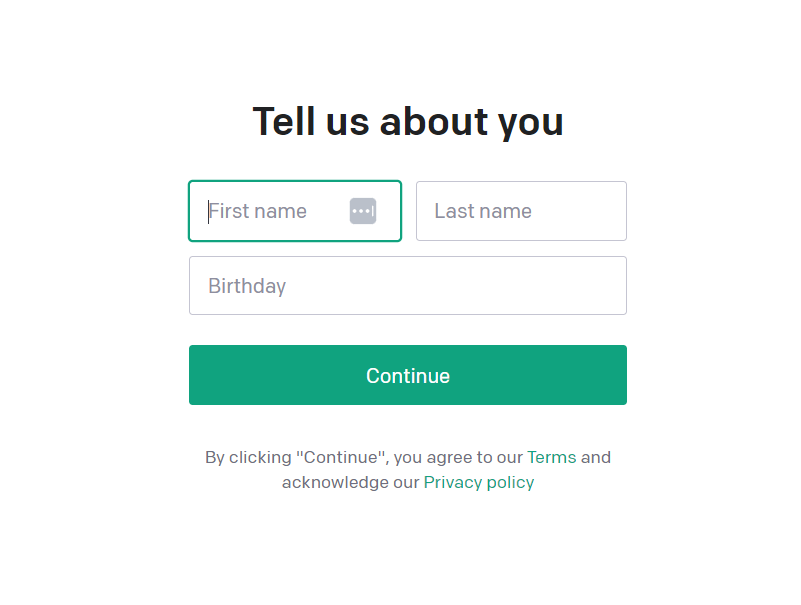 Tell us about you
First name
Last name
Birthday
Continue
By clicking "Continue", you agree to our Terms and
acknowledge our Privacy policy